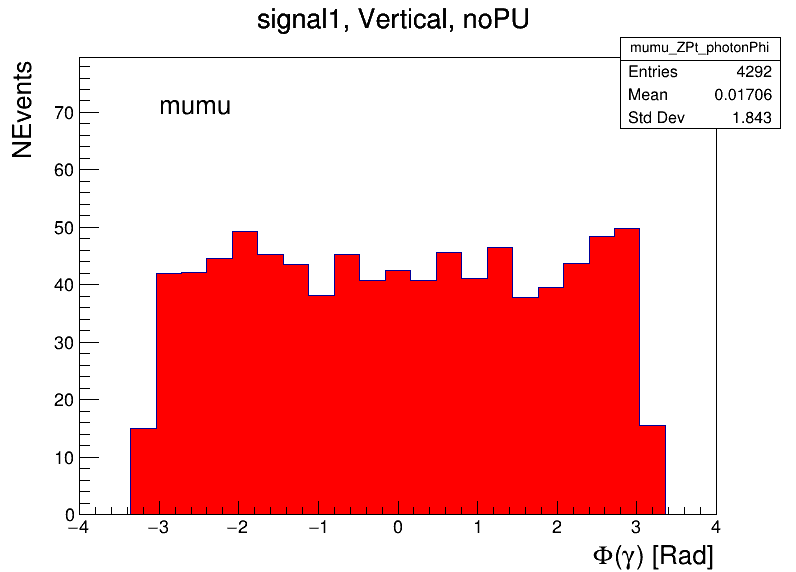 signal1, Vertical, noPU
mumu_ZPt_photonPhi
Entries 4292
Mean 0.01706
Std Dev 1.843
NEvents
mumu
70
60
50
40
30
20
10
0
−4 −3 −2 −1 0 1 2 3 4
Φ(γ) [Rad]